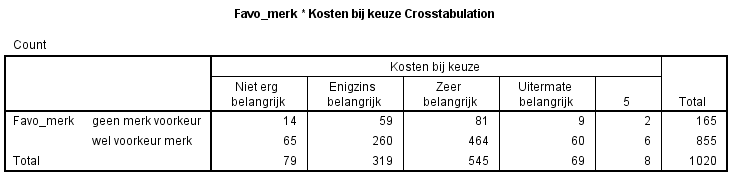 Favo_merk * Kosten bij keuze Crosstabulation
Count
Kosten bij keuze
Niet erg belangrijk Enigzins belangrijk Zeer belangrijk Uitermate belangrijk 5 Total
Favo_merk geen merk voorkeur 14 59 81 9 2 165
wel voorkeur merk 65 260 464 60 6 855
Total 79 319 545 69 8 1020